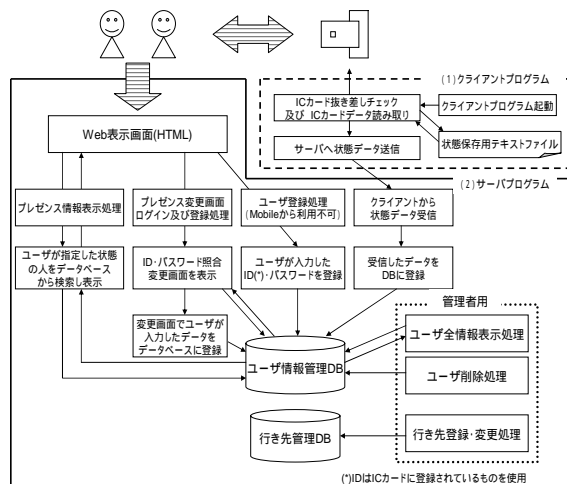 (1)クライアントプログラム
ICカード抜き差しチェック
及び ICカードデータ読み取り
クライアントプログラム起動
状態保存用テキストファイル
サーバへ状態データ送信
Web表示画面(HTML)
(2)サーバプログラム
プレゼンス情報表示処理
プレゼンス変更画面
ログイン及び登録処理
ユーザ登録処理
(Mobileから利用不可)
クライアントから
状態データ受信
ユーザが指定した状態
の人をデータベース
から検索し表示
ID・パスワード照合
変更画面を表示
ユーザが入力した
ID(*)・パスワードを登録
受信したデータを
DBに登録
変更画面でユーザが
入力したデータを
データベースに登録
管理者用
ユーザ全情報表示処理
ユーザ情報管理DB
ユーザ削除処理
行き先管理DB
行き先登録・変更処理
(*)IDはICカードに登録されているものを使用